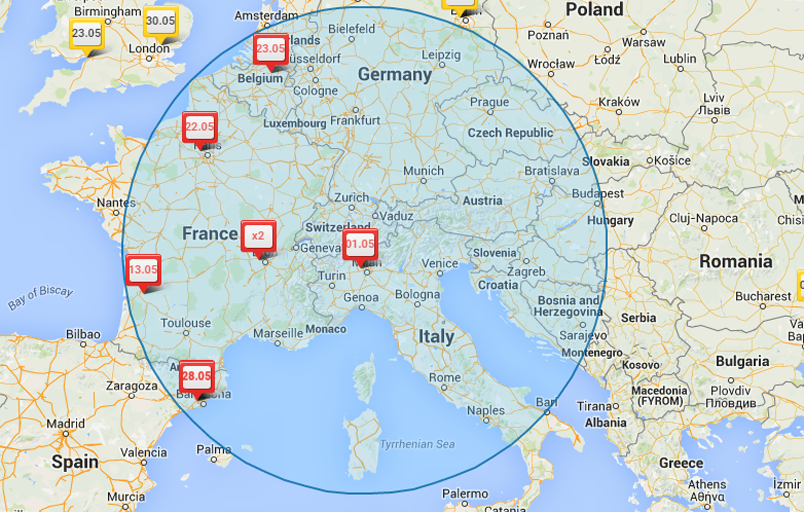 Birmingham
Amsterdam
Poland
30.05
23.05
London
23.05
lands
Bielefeld
Poznań
Warsaw
Leipzig
Łódź
Lublin
Wrocław
Belgium
Germany
Cologne
Prague
Kraków
Lviv
Львів
22.05
Luxembourg
Frankfurt
Czech Republic
Slovakia
Košice
Munich
Bratislava
Nantes
Zurich
Vaduz
Austria
Budapest
Hungary
Cluj-Napoca
France
x2
Switzerland
Geneva
01.05
Slovenia
Romania
13.05
Turin
Venice
Zagreb
Croatia
Bay of Biscay
Genoa
Bologna
Bosnia and
Herzegovina
Bucharest
Serbia
Toulouse
Marseille
Monaco
Italy
Sarajevo
Bilbao
Montenegro
Kosovo
Bulgaria
28.05
Zaragoza
Rome
Macedonia
(FYROM)
Plovdiv
Пловдив
Bari
Tirana
Albania
Naples
Madrid
Valencia
Palma
Tyrrhenian Sea
Spain
Greece
Murcia
Palermo
Catania
Athens
Αθήνα
İzmir